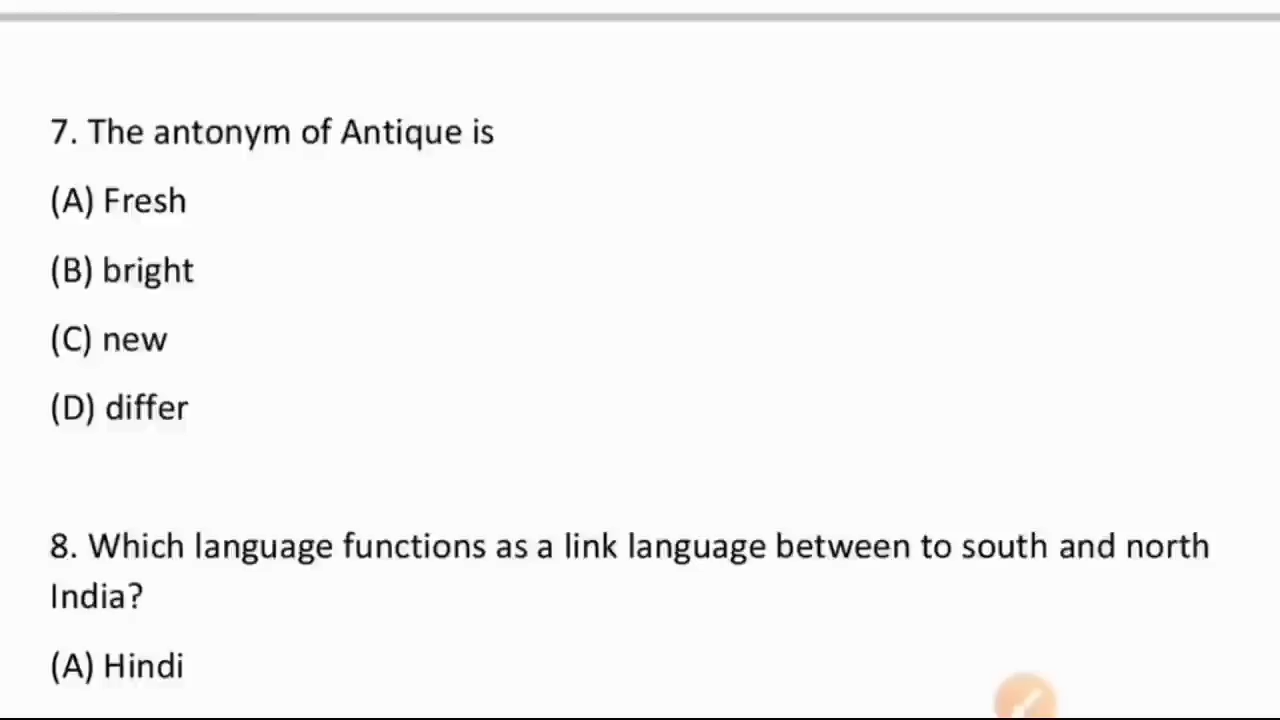 7. The antonym of Antique is
(A) Fresh
(B) bright
(C) new
(D) differ
8. Which language functions as a link language between to south and north
India?
(A) Hindi